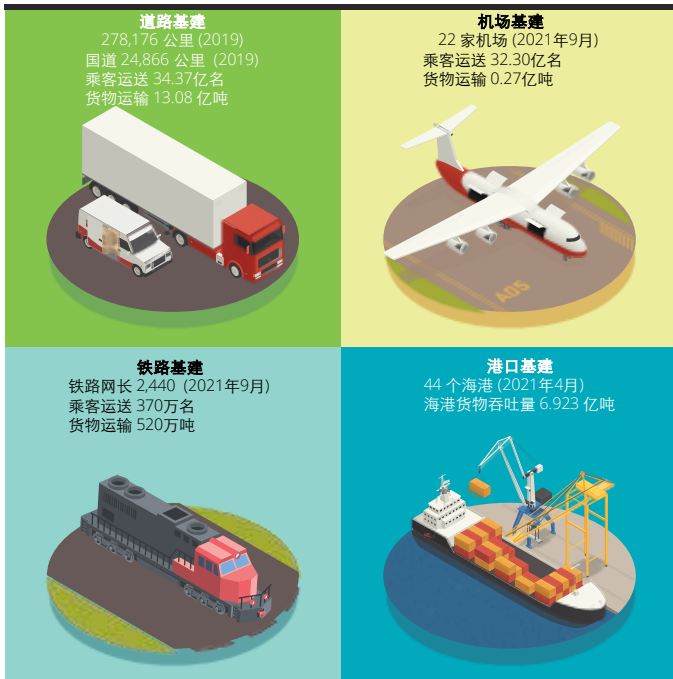 道路基建
278,176 公里 (2019)
国道 24,866 公里 (2019)
乘客运送 34.37亿名
货物运输 13.08 亿吨
机场基建
22 家机场 (2021年9月)
乘客运送 32.30亿名
货物运输 0.27亿吨
A05
铁路基建
铁路网长 2,440 (2021年9月)
乘客运送 370万名
货物运输 520万吨
港口基建
44 个海港 (2021年4月)
海港货物吞吐量 6.923 亿吨